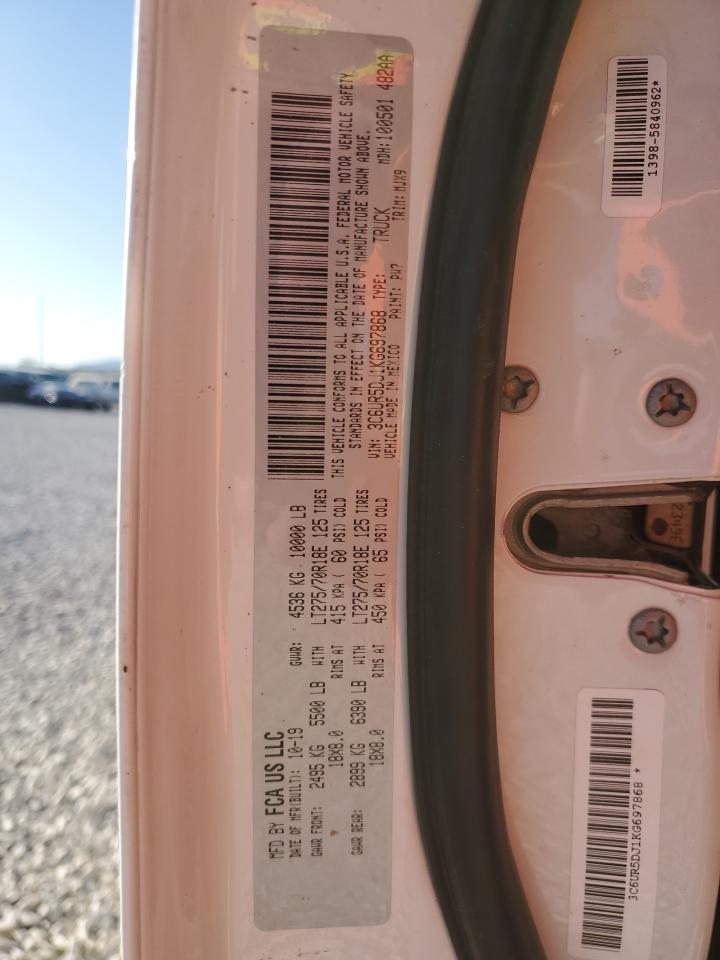 MFD BY FCA US LLC
DATE OF MFR(BUILT): 10-19 GVWR: 4536 KG 10000 LB
GAWR FRONT: 2495 KG 5500 LB WITH LT275/70R18E 125 TIRES
18X8.0 RIMS AT 415 KPA ( 60 PSI) COLD
GAWR REAR: 2899 KG 6390 LB WITH LT275/70R18E 125 TIRES
18X8.0 RIMS AT 450 KPA ( 65 PSI) COLD
THIS VEHICLE CONFORMS TO ALL APPLICABLE U.S.A. FEDERAL MOTOR VEHICLE SAFETY
STANDARDS IN EFFECT ON THE DATE OF MANUFACTURE SHOWN ABOVE.
VIN: 3C6UR5DJ1KG697868 TYPE: TRUCK MDH:100501 482AA
VEHICLE MADE IN MEXICO PAINT: PW7 TRIM: MJX9
1398-5840962*
3C6UR5DJ1KG697868 *